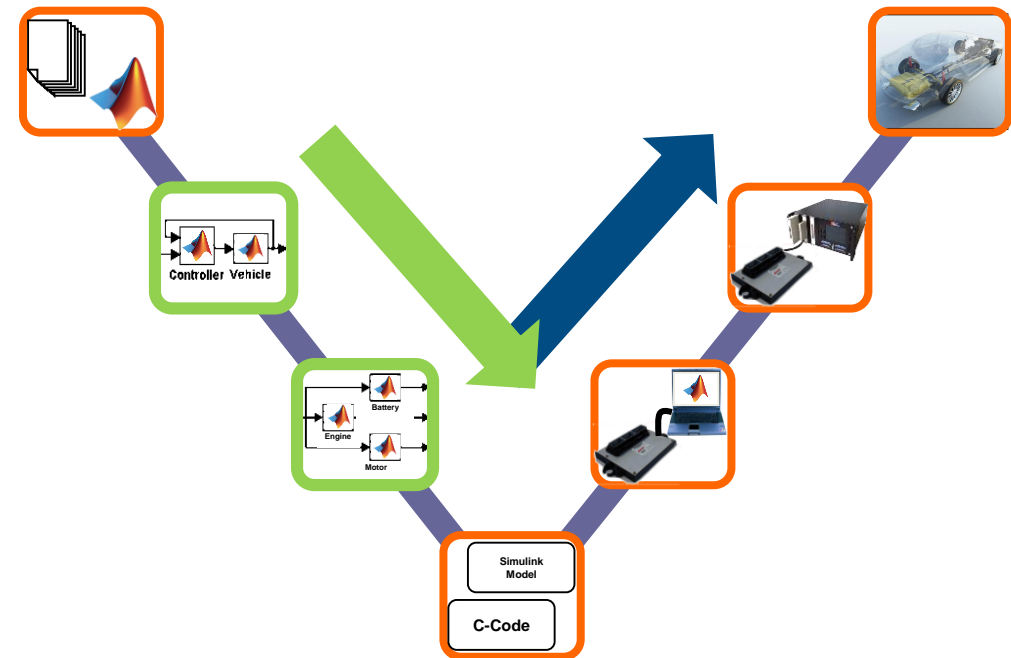 Controller Vehicle
Battery
Engine
Motor
Simulink
Model
C-Code